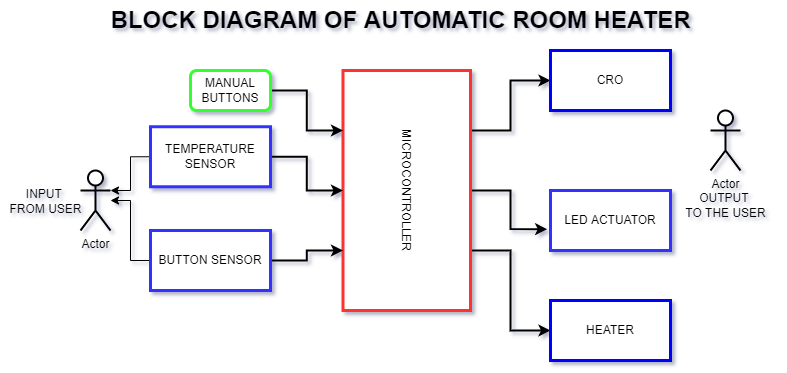 BLOCK DIAGRAM OF AUTOMATIC ROOM HEATER
MANUAL
BUTTONS
TEMPERATURE
SENSOR
INPUT
FROM USER
Actor
BUTTON SENSOR
MICROCONTROLLER
CRO
LED ACTUATOR
HEATER
Actor
OUTPUT
TO THE USER